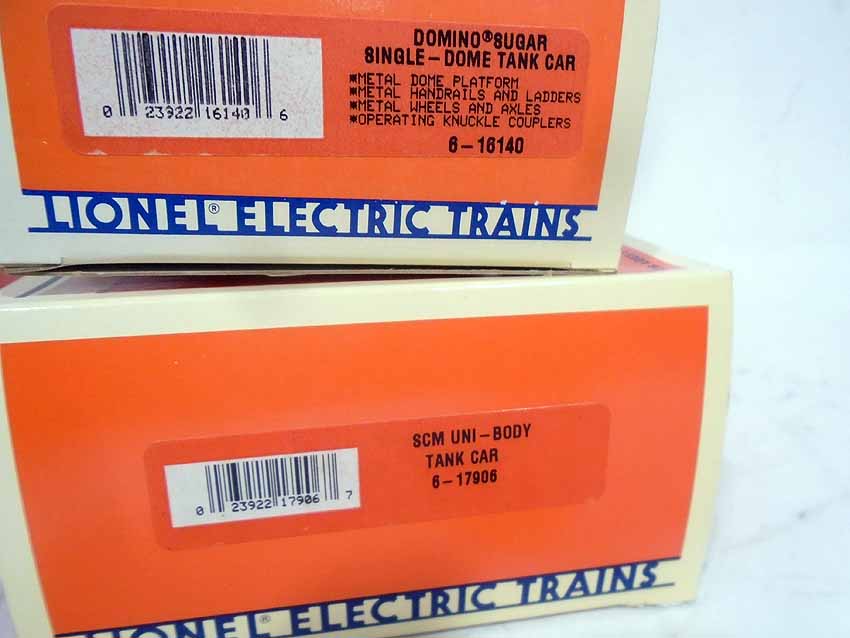 DOMINO®SUGAR
SINGLE-DOME TANK CAR
*METAL DOME PLATFORM
*METAL HANDRAILS AND LADDERS
*METAL WHEELS AND AXLES
*OPERATING KNUCKLE COUPLERS
6-16140
0 23922 16140 6
LIONEL® ELECTRIC TRAINS
SCM UNI-BODY
TANK CAR
6-17906
0 23922 17906 7
LIONEL® ELECTRIC TRAINS